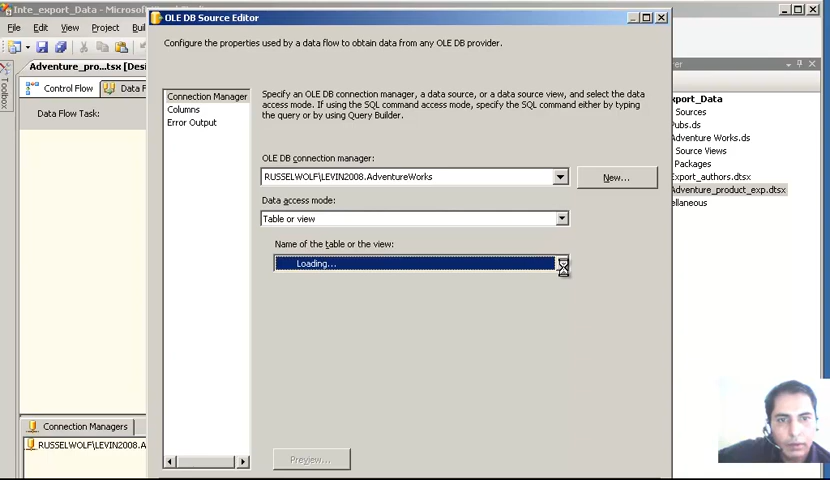 Inte_export_Data - Microsoft
OLE DB Source Editor
File Edit View Project
Configure the properties used by a data flow to obtain data from any OLE DB provider.
Adventure_pro...tsx [Des
Control Flow
Data F
Toolbox
Data Flow Task:
Connection Manager
Columns
Error Output
Specify an OLE DB connection manager, a data source, or a data source view, and select the data
access mode. If using the SQL command access mode, specify the SQL command either by typing
the query or by using Query Builder.
OLE DB connection manager:
RUSSELWOLF\LEVIN2008.AdventureWorks
New...
Data access mode:
Table or view
Name of the table or the view:
Loading...
Preview...
xport_Data
Sources
Pubs.ds
Adventure Works.ds
Source Views
Packages
Export_authors.dtsx
Adventure_product_exp.dtsx
ellaneous
Connection Managers
RUSSELWOLF\LEVIN2008.A